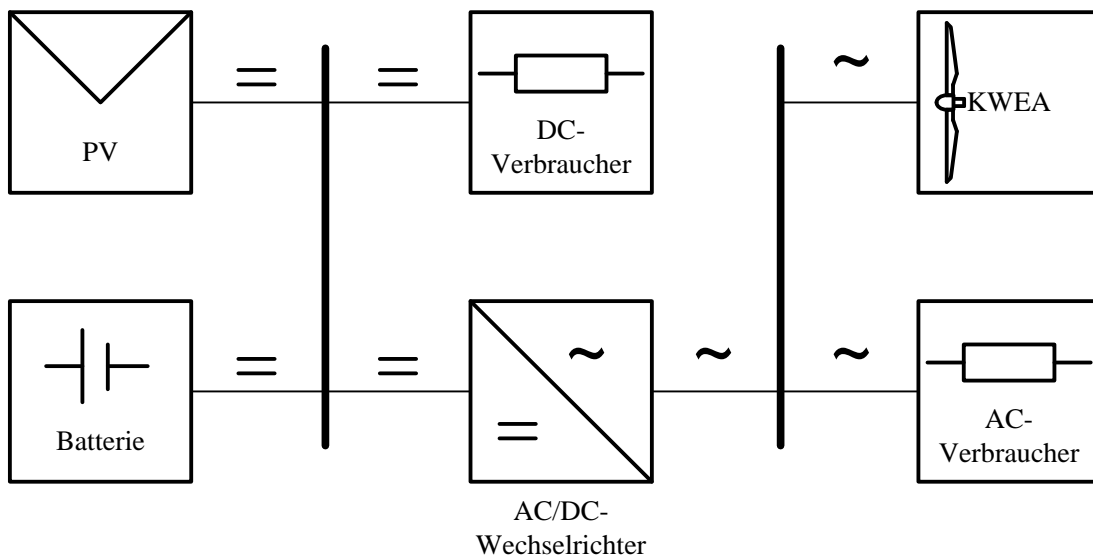 PV
DC-
Verbraucher
KWEA
Batterie
AC/DC-
Wechselrichter
AC-
Verbraucher